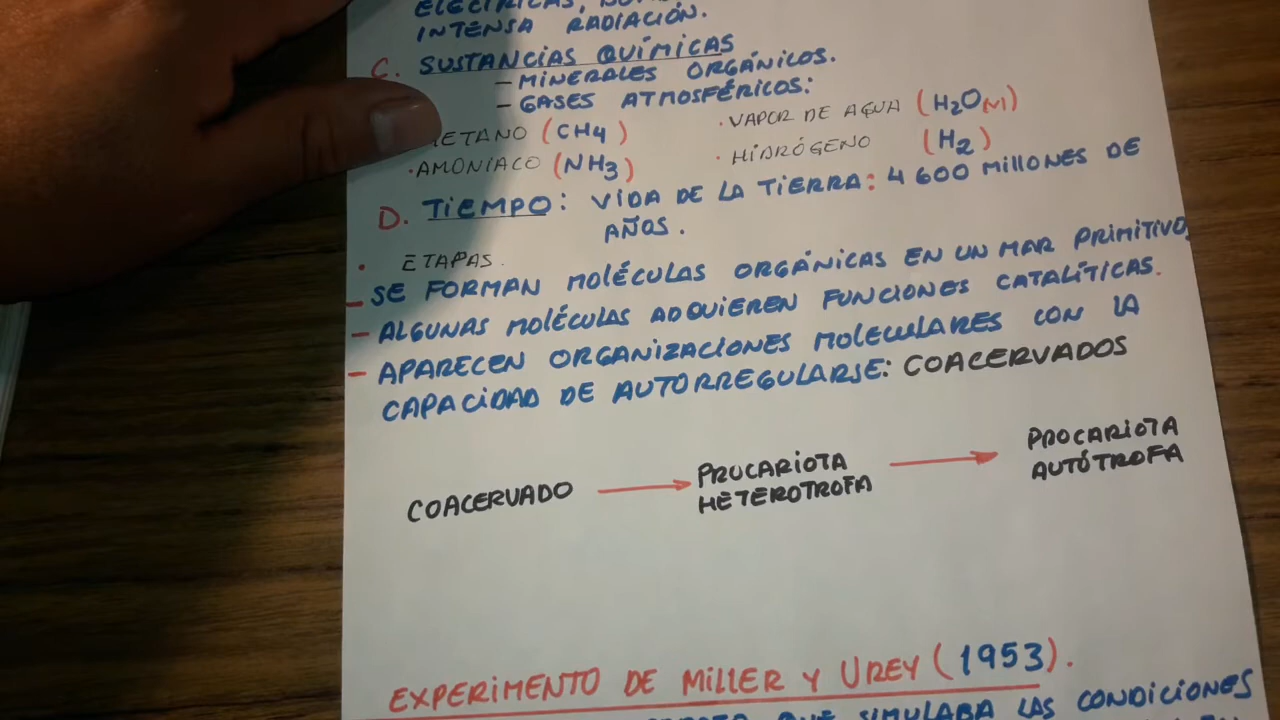 ELÉCTRICAS,
INTENSA RADIACIÓN.
C. SUSTANCIAS QUÍMICAS
- MINERALES ORGÁNICOS.
- GASES ATMOSFÉRICOS:
ETANO (CH4) · VAPOR DE AGUA (H2O(v))
· AMONIACO (NH3) · HIDRÓGENO (H2)
D. TIEMPO: VIDA DE LA TIERRA: 4 600 MILLONES DE
AÑOS.
· ETAPAS.
- SE FORMAN MOLÉCULAS ORGÁNICAS EN UN MAR PRIMITIVO.
- ALGUNAS MOLÉCULAS ADQUIEREN FUNCIONES CATALÍTICAS.
- APARECEN ORGANIZACIONES MOLECULARES CON LA
CAPACIDAD DE AUTORREGULARSE: COACERVADOS
COACERVADO → PROCARIOTA HETEROTROFA → PROCARIOTA AUTÓTROFA
EXPERIMENTO DE MILLER Y UREY (1953).
QUE SIMULABA LAS CONDICIONES